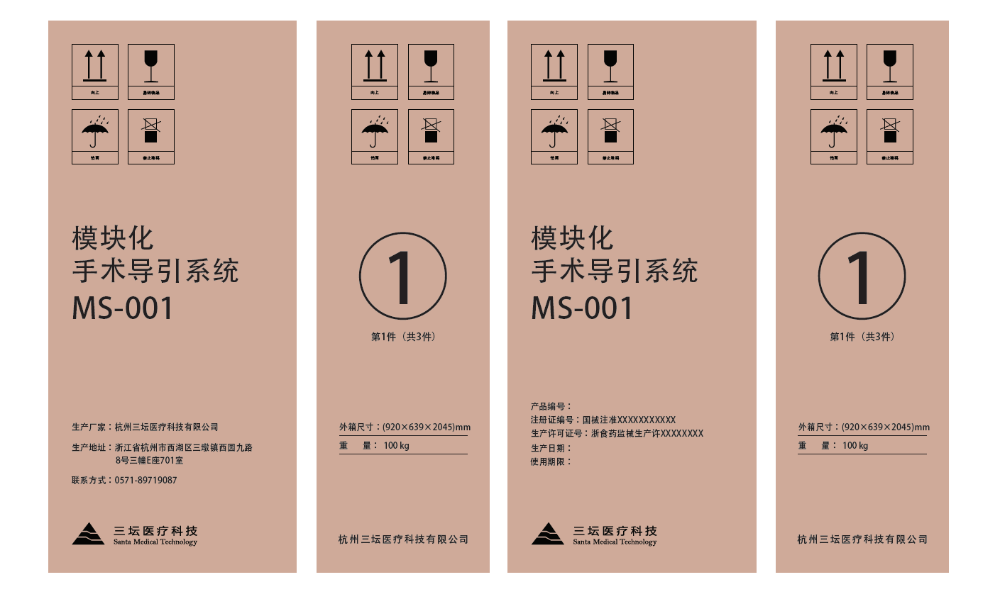 向上
易碎物品
怕雨
禁止堆码
模块化
手术导引系统
MS-001
生产厂家：杭州三坛医疗科技有限公司
生产地址：浙江省杭州市西湖区三墩镇西园九路
8号三幢E座701室
联系方式：0571-89719087
三坛医疗科技
Santa Medical Technology
向上
易碎物品
怕雨
禁止堆码
1
第1件（共3件）
外箱尺寸：(920×639×2045)mm
重 量： 100 kg
杭州三坛医疗科技有限公司
向上
易碎物品
怕雨
禁止堆码
模块化
手术导引系统
MS-001
产品编号：
注册证编号：国械注准XXXXXXXXXXX
生产许可证号：浙食药监械生产许XXXXXXXX
生产日期：
使用期限：
三坛医疗科技
Santa Medical Technology
向上
易碎物品
怕雨
禁止堆码
1
第1件（共3件）
外箱尺寸：(920×639×2045)mm
重 量： 100 kg
杭州三坛医疗科技有限公司